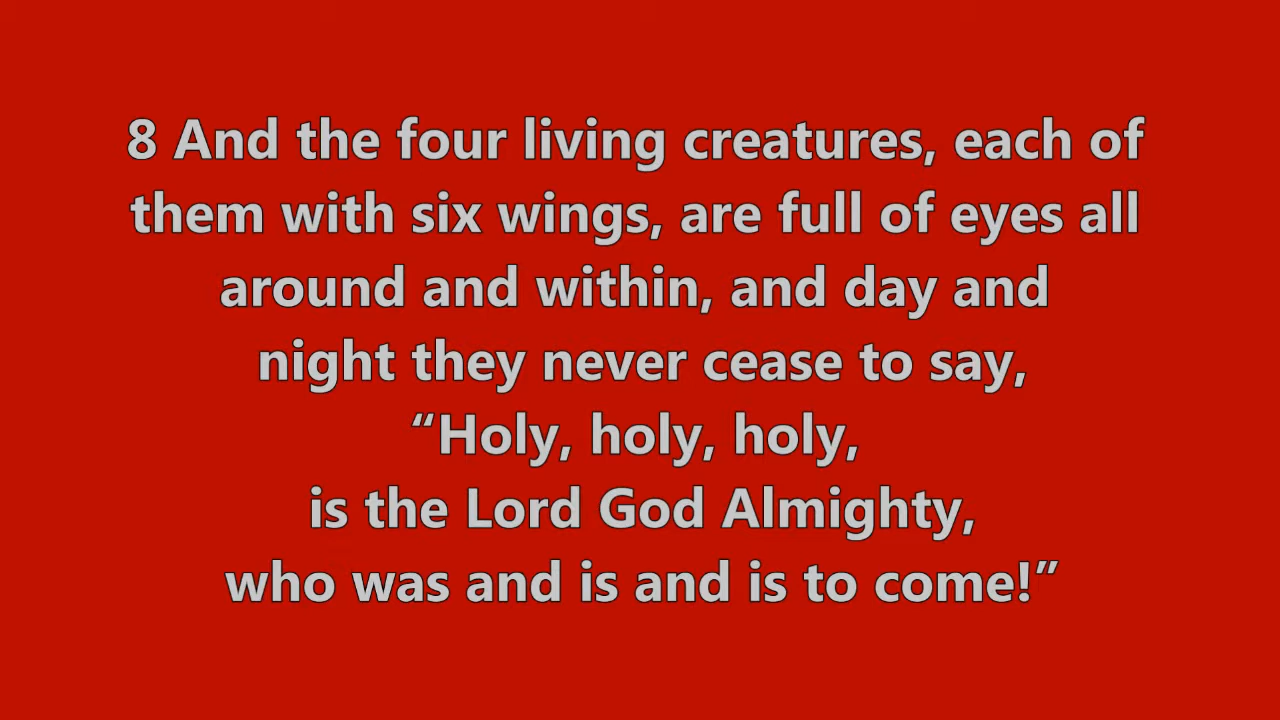 8 And the four living creatures, each of
them with six wings, are full of eyes all
around and within, and day and
night they never cease to say,
“Holy, holy, holy,
is the Lord God Almighty,
who was and is and is to come!”